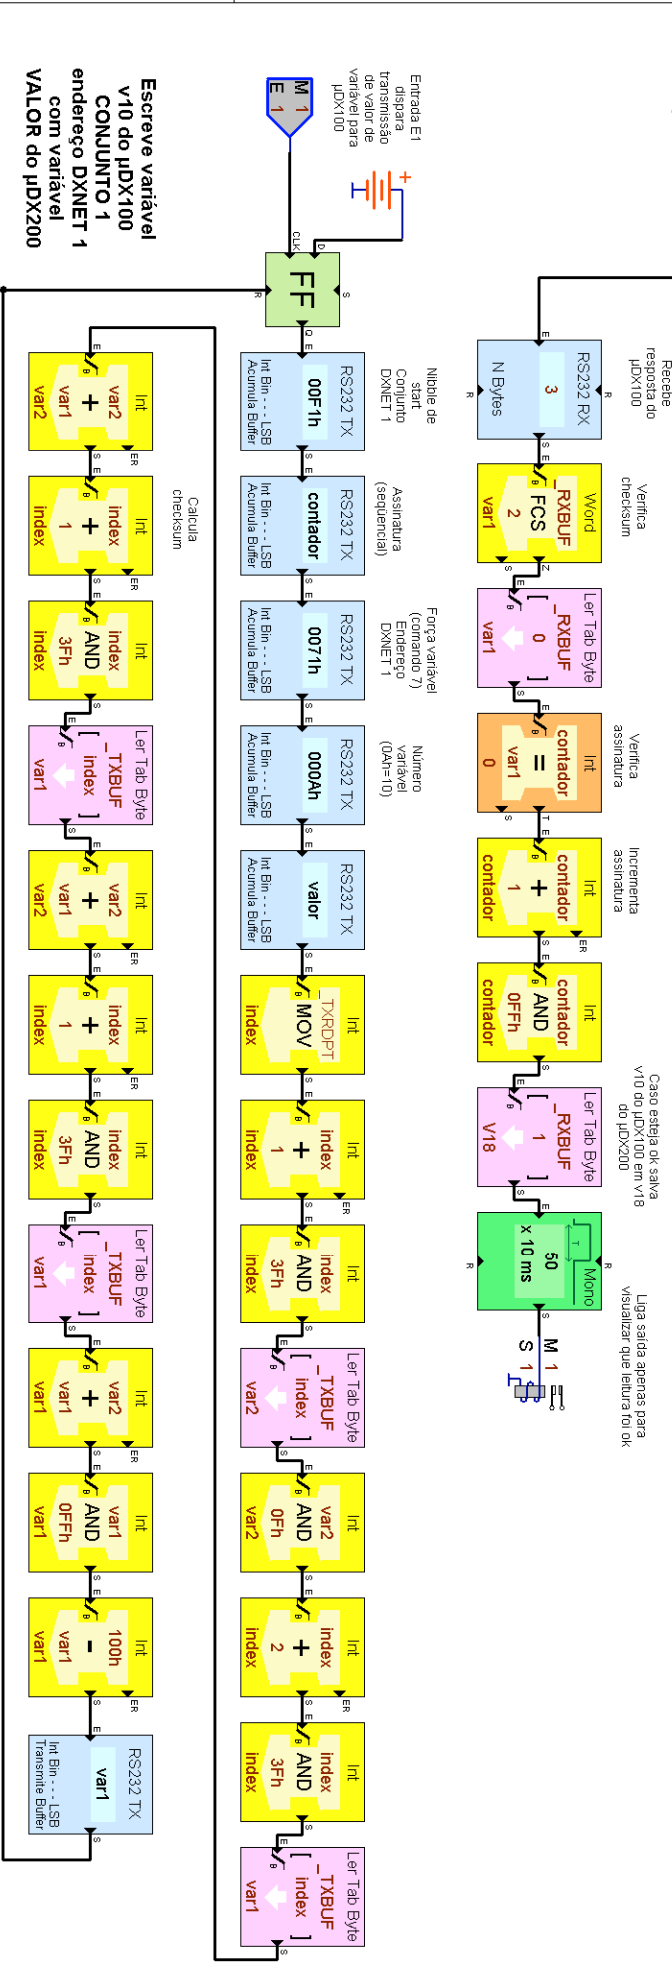 Recebe
resposta do
µDX100
E
R
RS232 RX
3
N Bytes
R
S
Verifica
checksum
E
B
Word
_RXBUF
FCS
2
var1
Z
S
E
B
Ler Tab Byte
[ _RXBUF
0 ]
var1
S
Verifica
assinatura
E
B
Int
contador
=
var1
0
T
S
Incrementa
assinatura
E
B
Int
contador
+
1
contador
ER
S
E
B
Int
contador
AND
0FFh
contador
S
Caso esteja ok salva
v10 do µDX100 em v18
do µDX200
E
B
Ler Tab Byte
[ _RXBUF
1 ]
V18
S
Liga saída apenas para
visualizar que leitura foi ok
E
R
Mono
T
50
x 10 ms
R
S
M 1
S 1
Entrada E1
dispara
transmissão
de valor de
variável para
µDX100
M 1
E 1
+
CLK
D
FF
S
R
Q
Nibble de
start
Conjunto
DXNET 1
E
RS232 TX
00F1h
Int Bin - - - LSB
Acumula Buffer
S
Assinatura
(seqüencial)
E
RS232 TX
contador
Int Bin - - - LSB
Acumula Buffer
S
Força variável
(comando 7)
Endereço
DXNET 1
E
RS232 TX
0071h
Int Bin - - - LSB
Acumula Buffer
S
Número
variável
(0Ah=10)
E
RS232 TX
000Ah
Int Bin - - - LSB
Acumula Buffer
S
E
RS232 TX
valor
Int Bin - - - LSB
Acumula Buffer
S
E
B
Int
_TXRDPT
MOV
index
S
E
B
Int
index
+
1
index
ER
S
E
B
Int
index
AND
3Fh
index
S
E
B
Ler Tab Byte
[ _TXBUF
index ]
var2
S
E
B
Int
var2
AND
0Fh
var2
S
E
B
Int
index
+
2
index
ER
S
E
B
Int
index
AND
3Fh
index
S
E
B
Ler Tab Byte
[ _TXBUF
index ]
var1
S
Escreve variável
v10 do µDX100
CONJUNTO 1
endereço DXNET 1
com variável
VALOR do µDX200
Calcula
checksum
E
B
Int
var2
+
var1
var2
ER
S
E
B
Int
index
+
1
index
ER
S
E
B
Int
index
AND
3Fh
index
S
E
B
Ler Tab Byte
[ _TXBUF
index ]
var1
S
E
B
Int
var2
+
var1
var2
ER
S
E
B
Int
index
+
1
index
ER
S
E
B
Int
index
AND
3Fh
index
S
E
B
Ler Tab Byte
[ _TXBUF
index ]
var1
S
E
B
Int
var2
+
var1
var1
ER
S
E
B
Int
var1
AND
0FFh
var1
S
E
B
Int
100h
-
var1
var1
ER
S
E
RS232 TX
var1
Int Bin - - - LSB
Transmite Buffer
S